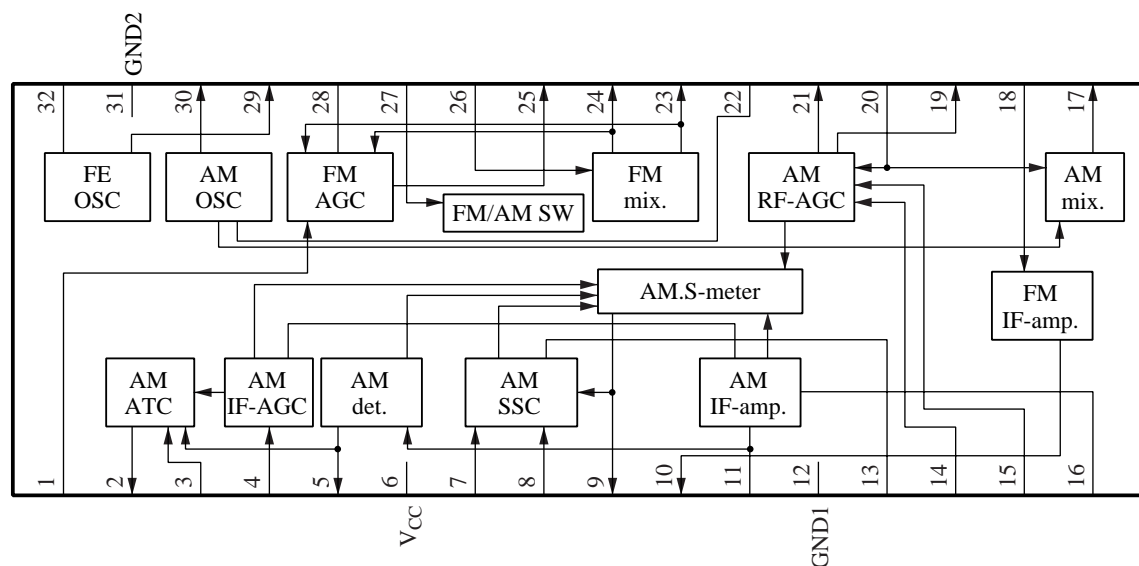 GND2
32
31
30
29
28
27
26
25
24
23
22
21
20
19
18
17
FE
OSC
AM
OSC
FM
AGC
FM/AM SW
FM
mix.
AM
RF-AGC
AM
mix.
AM.S-meter
FM
IF-amp.
AM
ATC
AM
IF-AGC
AM
det.
AM
SSC
AM
IF-amp.
1
2
3
4
5
6
7
8
9
10
11
12
13
14
15
16
VCC
GND1